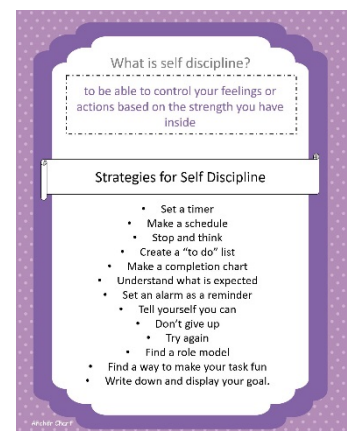 What is self discipline?
to be able to control your feelings or
actions based on the strength you have
inside
Strategies for Self Discipline
• Set a timer
• Make a schedule
• Stop and think
• Create a "to do" list
• Make a completion chart
• Understand what is expected
• Set an alarm as a reminder
• Tell yourself you can
• Don't give up
• Try again
• Find a role model
• Find a way to make your task fun
• Write down and display your goal.
Anchor Chart